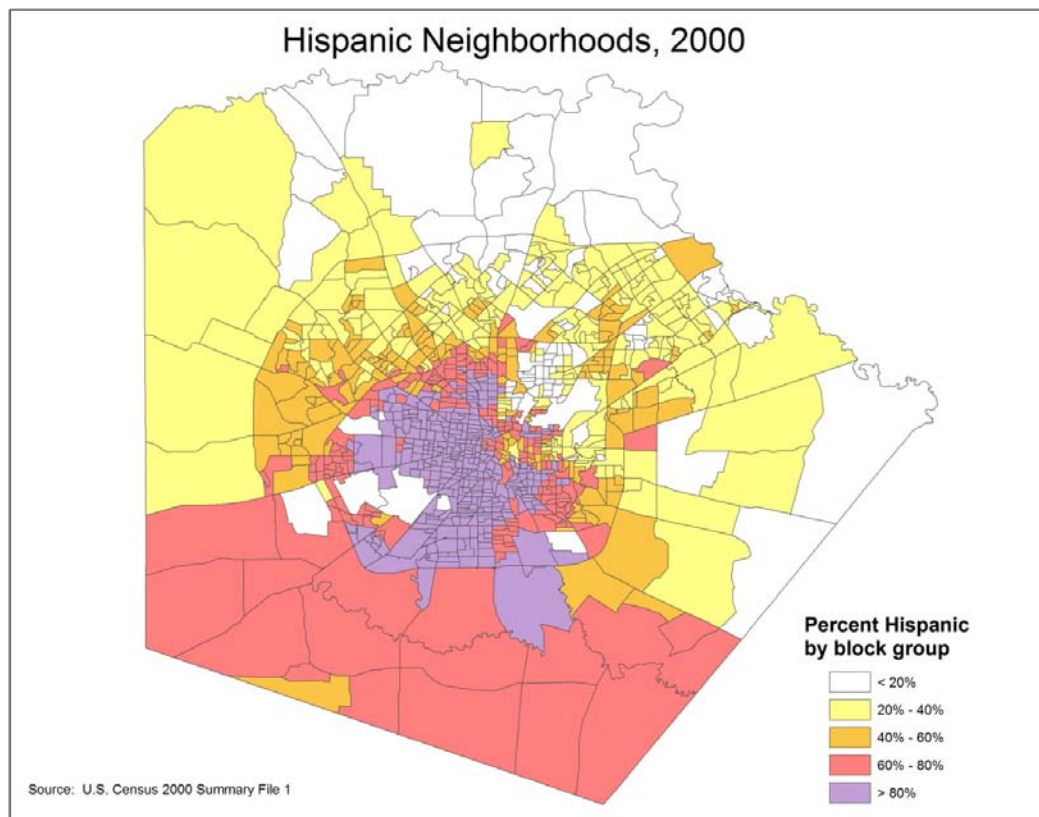 Hispanic Neighborhoods, 2000
Percent Hispanic
by block group
< 20%
20% - 40%
40% - 60%
60% - 80%
> 80%
Source: U.S. Census 2000 Summary File 1